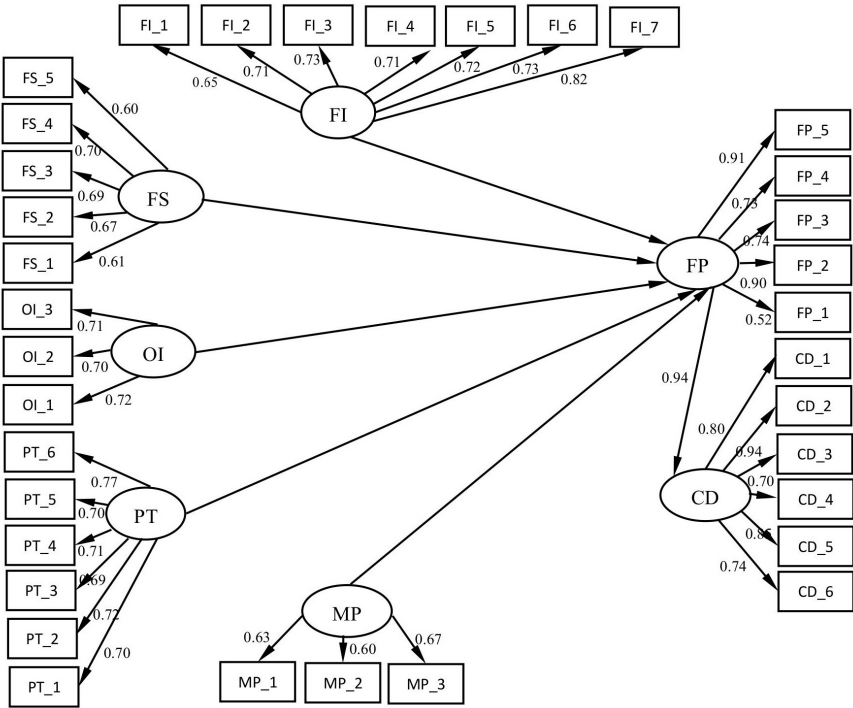 FI_1
FI_2
FI_3
FI_4
FI_5
FI_6
FI_7
0.65
0.71
0.73
0.71
0.72
0.73
0.82
FI
FS_5
FS_4
FS_3
FS_2
FS_1
0.60
0.70
0.69
0.67
0.61
FS
OI_3
OI_2
OI_1
0.71
0.70
0.72
OI
PT_6
PT_5
PT_4
PT_3
PT_2
PT_1
0.77
0.70
0.71
0.69
0.72
0.70
PT
MP
0.63
0.60
0.67
MP_1
MP_2
MP_3
FP
0.91
0.74
0.90
0.52
FP_5
FP_4
FP_3
FP_2
FP_1
0.94
CD
0.80
0.94
0.70
0.74
CD_1
CD_2
CD_3
CD_4
CD_5
CD_6